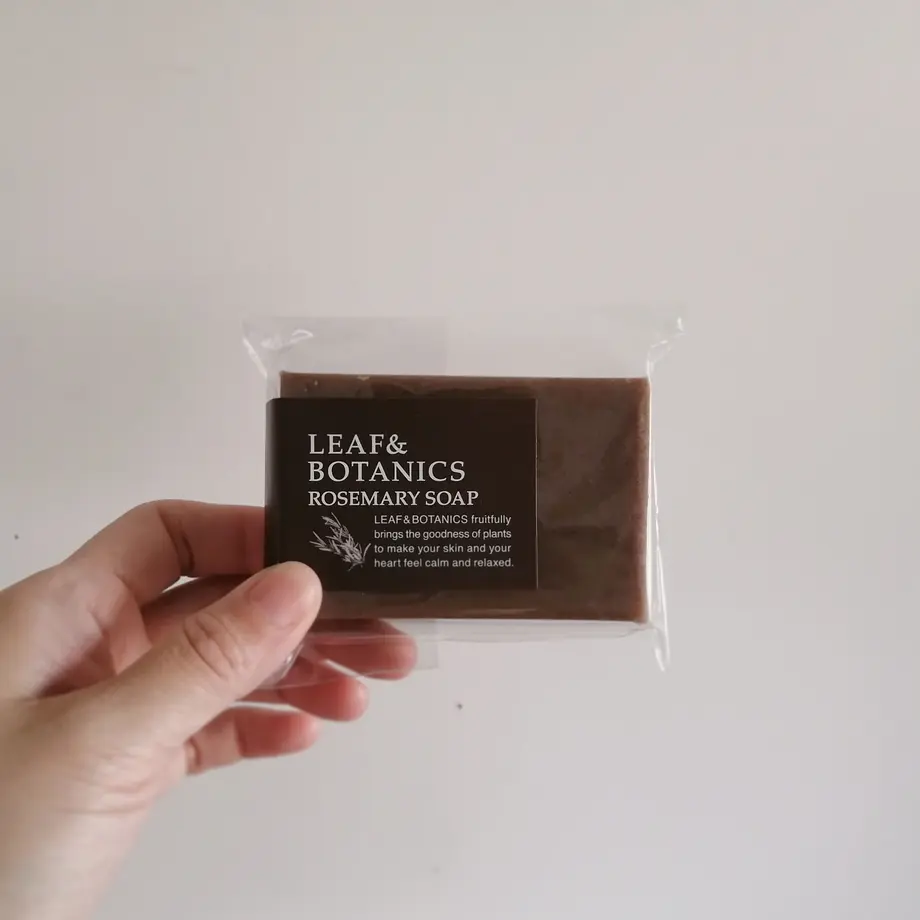 LEAF&
BOTANICS
ROSEMARY SOAP
LEAF&BOTANICS fruitfully
brings the goodness of plants
to make your skin and your
heart feel calm and relaxed.